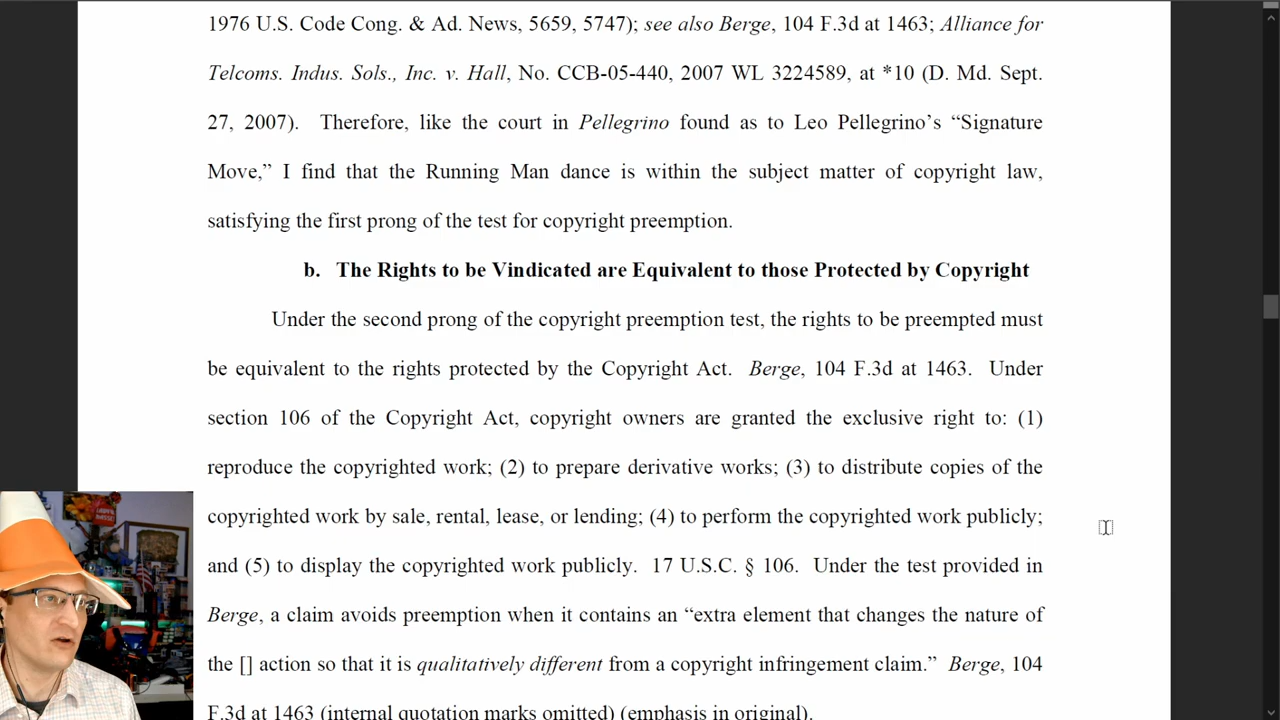 1976 U.S. Code Cong. & Ad. News, 5659, 5747); see also Berge, 104 F.3d at 1463; Alliance for
Telcoms. Indus. Sols., Inc. v. Hall, No. CCB-05-440, 2007 WL 3224589, at *10 (D. Md. Sept.
27, 2007). Therefore, like the court in Pellegrino found as to Leo Pellegrino’s “Signature
Move,” I find that the Running Man dance is within the subject matter of copyright law,
satisfying the first prong of the test for copyright preemption.
b. The Rights to be Vindicated are Equivalent to those Protected by Copyright
Under the second prong of the copyright preemption test, the rights to be preempted must
be equivalent to the rights protected by the Copyright Act. Berge, 104 F.3d at 1463. Under
section 106 of the Copyright Act, copyright owners are granted the exclusive right to: (1)
reproduce the copyrighted work; (2) to prepare derivative works; (3) to distribute copies of the
copyrighted work by sale, rental, lease, or lending; (4) to perform the copyrighted work publicly;
and (5) to display the copyrighted work publicly. 17 U.S.C. § 106. Under the test provided in
Berge, a claim avoids preemption when it contains an “extra element that changes the nature of
the [] action so that it is qualitatively different from a copyright infringement claim.” Berge, 104
F.3d at 1463 (internal quotation marks omitted) (emphasis in original).